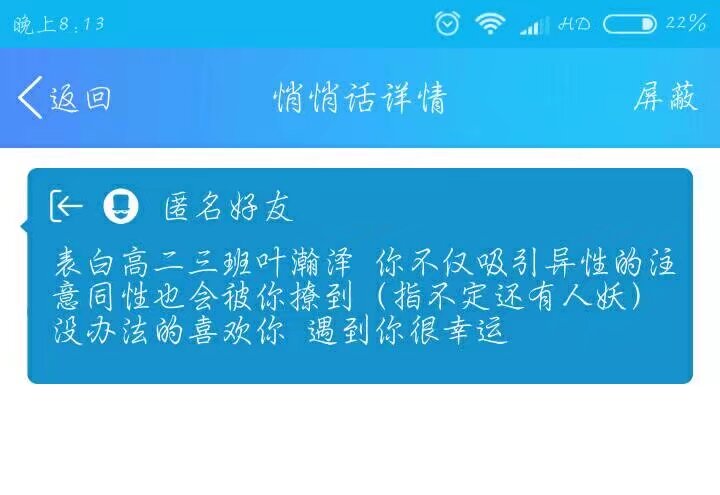 晚上8:13 HD 22%
返回 悄悄话详情 屏蔽
匿名好友
表白高二三班叶瀚泽 你不仅吸引异性的注
意同性也会被你撩到（指不定还有人妖）
没办法的喜欢你 遇到你很幸运